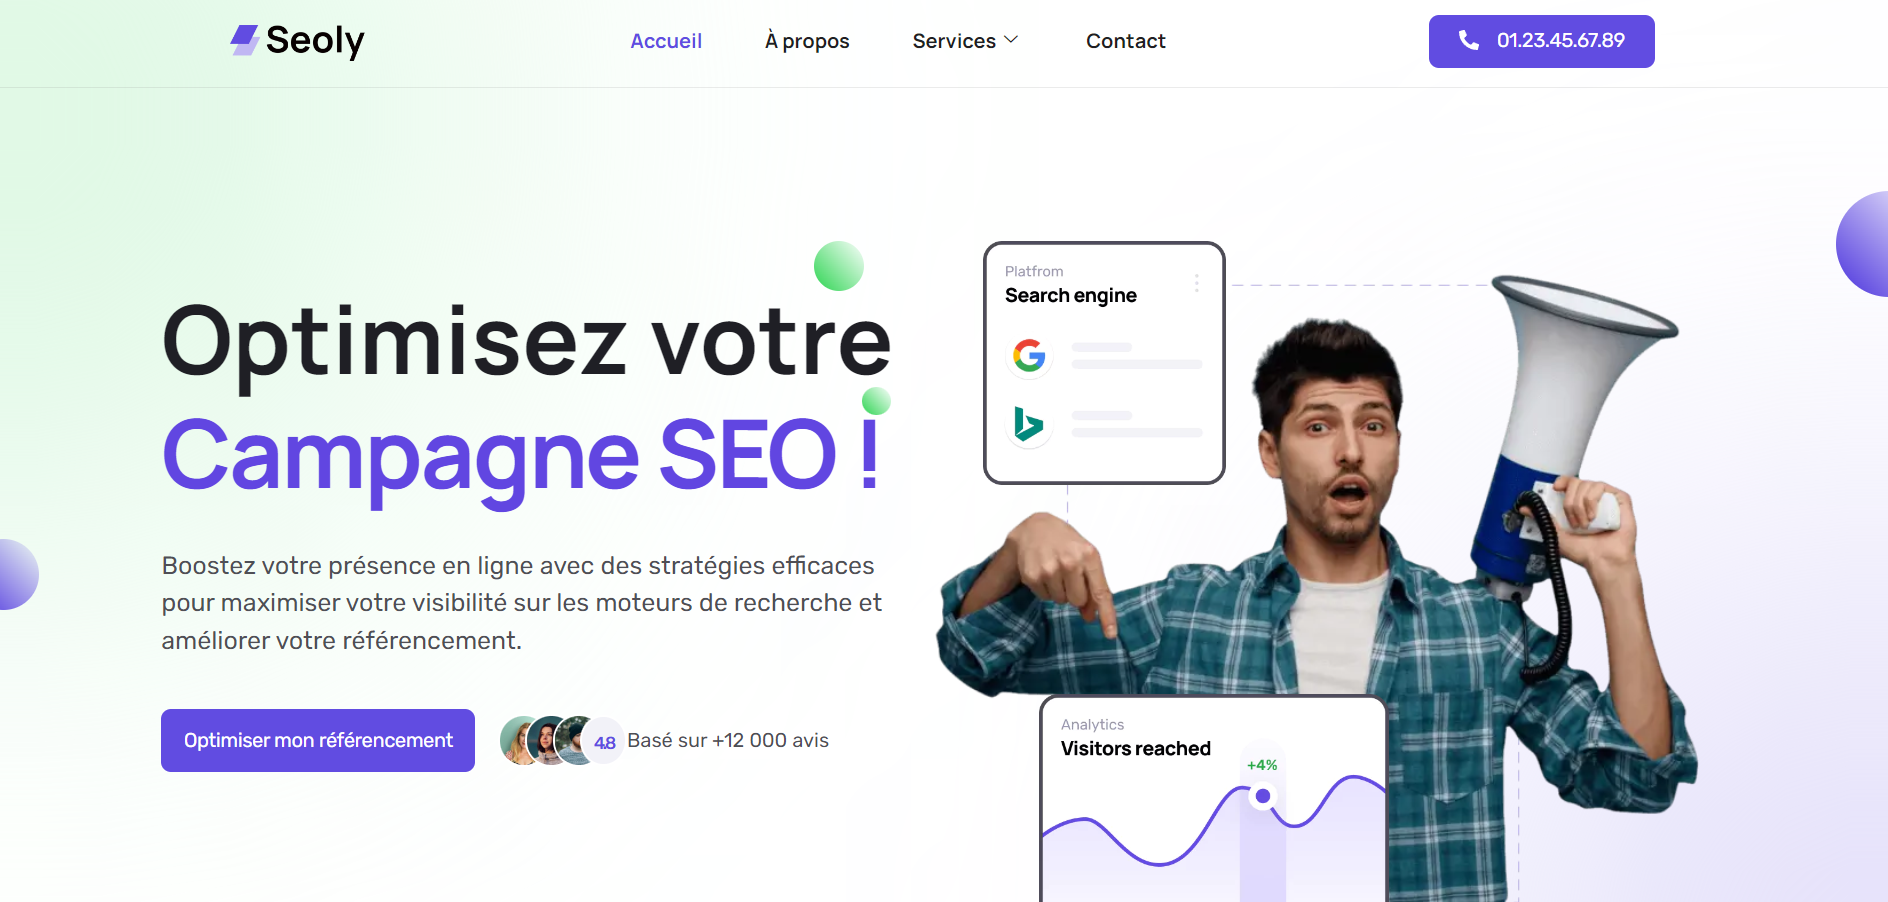 Seoly
Accueil
À propos
Services
Contact
01.23.45.67.89
Optimisez votre
Campagne SEO !
Boostez votre présence en ligne avec des stratégies efficaces
pour maximiser votre visibilité sur les moteurs de recherche et
améliorer votre référencement.
Optimiser mon référencement
4.8
Basé sur +12 000 avis
Platfrom
Search engine
Analytics
Visitors reached
+4%